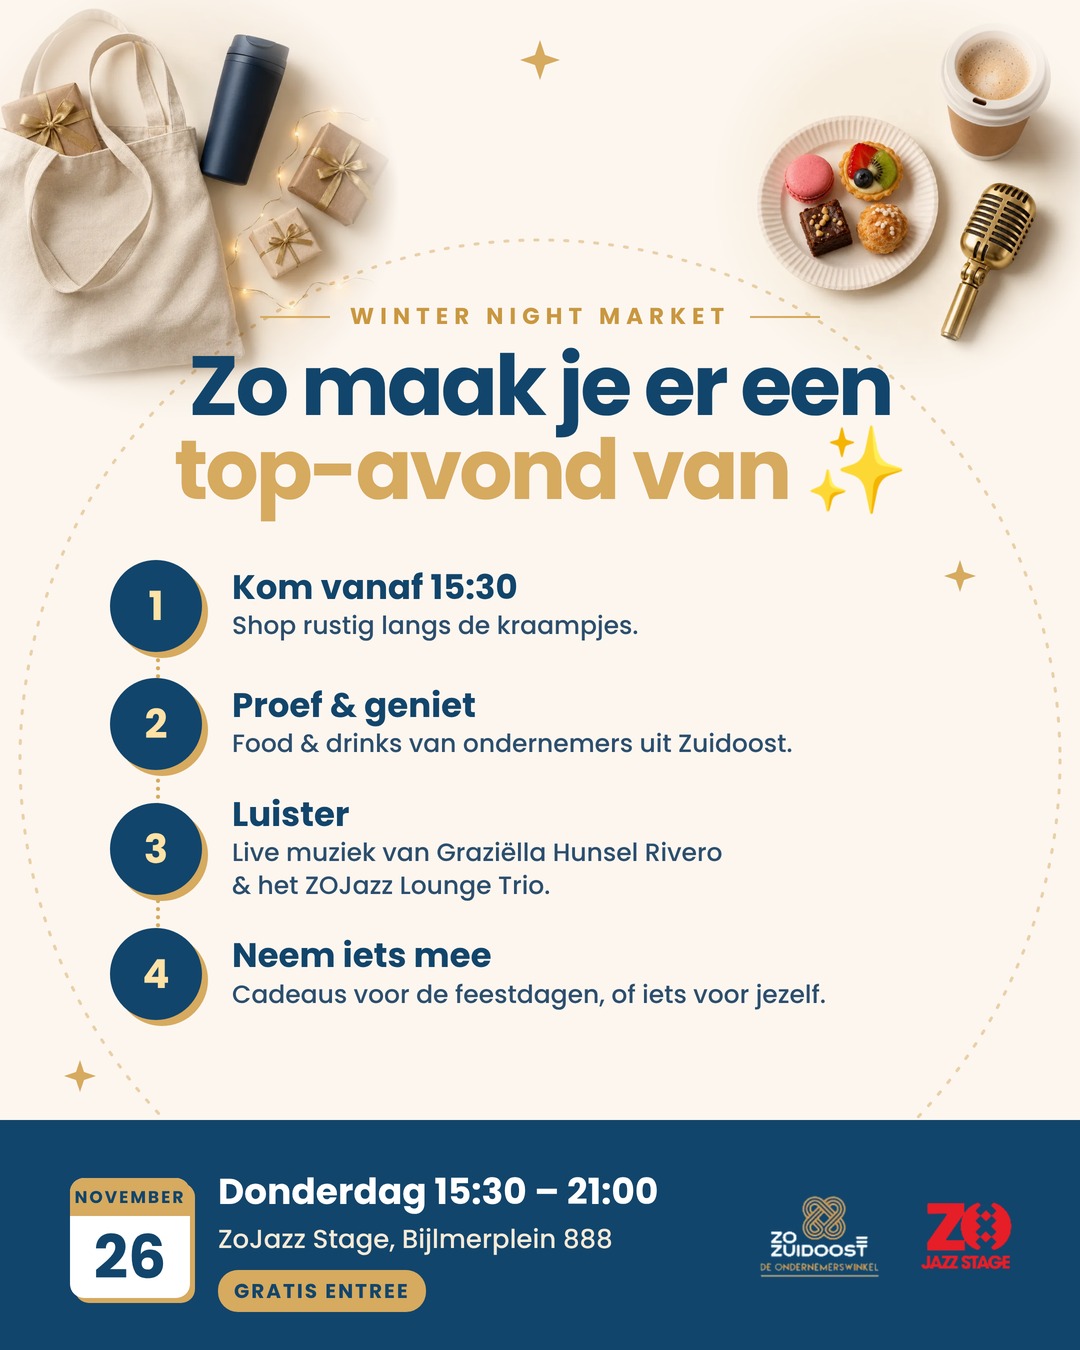 WINTER NIGHT MARKET
Zo maak je er een
top-avond van ✨
1
Kom vanaf 15:30
Shop rustig langs de kraampjes.
2
Proef & geniet
Food & drinks van ondernemers uit Zuidoost.
3
Luister
Live muziek van Graziëlla Hunsel Rivero
& het ZOJazz Lounge Trio.
4
Neem iets mee
Cadeaus voor de feestdagen, of iets voor jezelf.
NOVEMBER
26
Donderdag 15:30 – 21:00
ZoJazz Stage, Bijlmerplein 888
GRATIS ENTREE
ZO
ZUIDOOST
DE ONDERNEMERSWINKEL
ZO
JAZZ STAGE